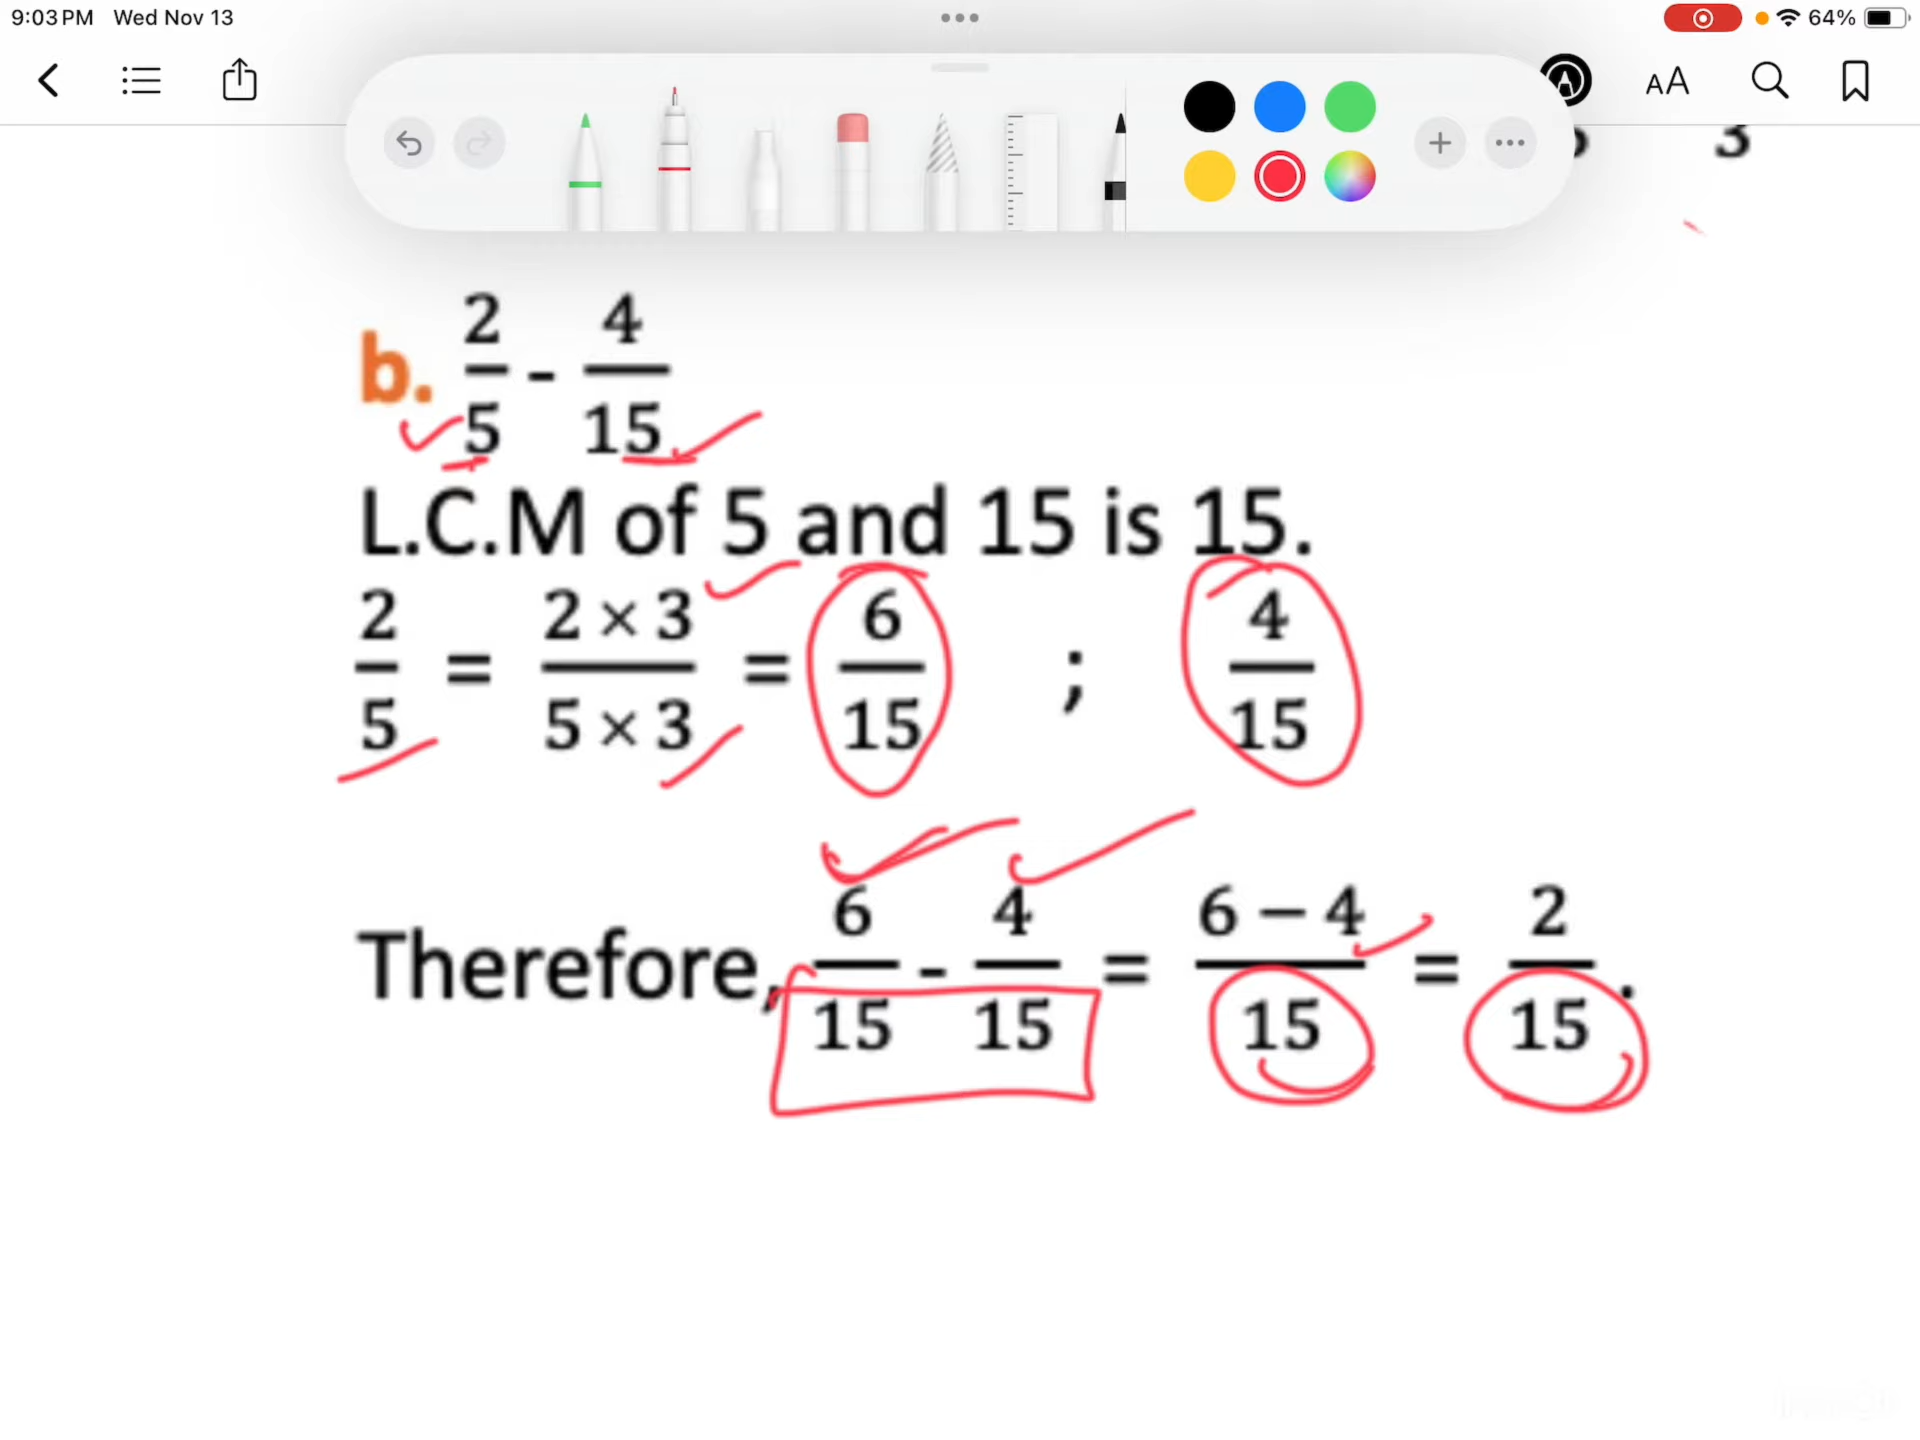 9:03 PM Wed Nov 13 64%
AA
3
b. 2/5 - 4/15
L.C.M of 5 and 15 is 15.
2/5 = 2 × 3/5 × 3 = 6/15 ; 4/15
Therefore, 6/15 - 4/15 = 6 − 4/15 = 2/15.